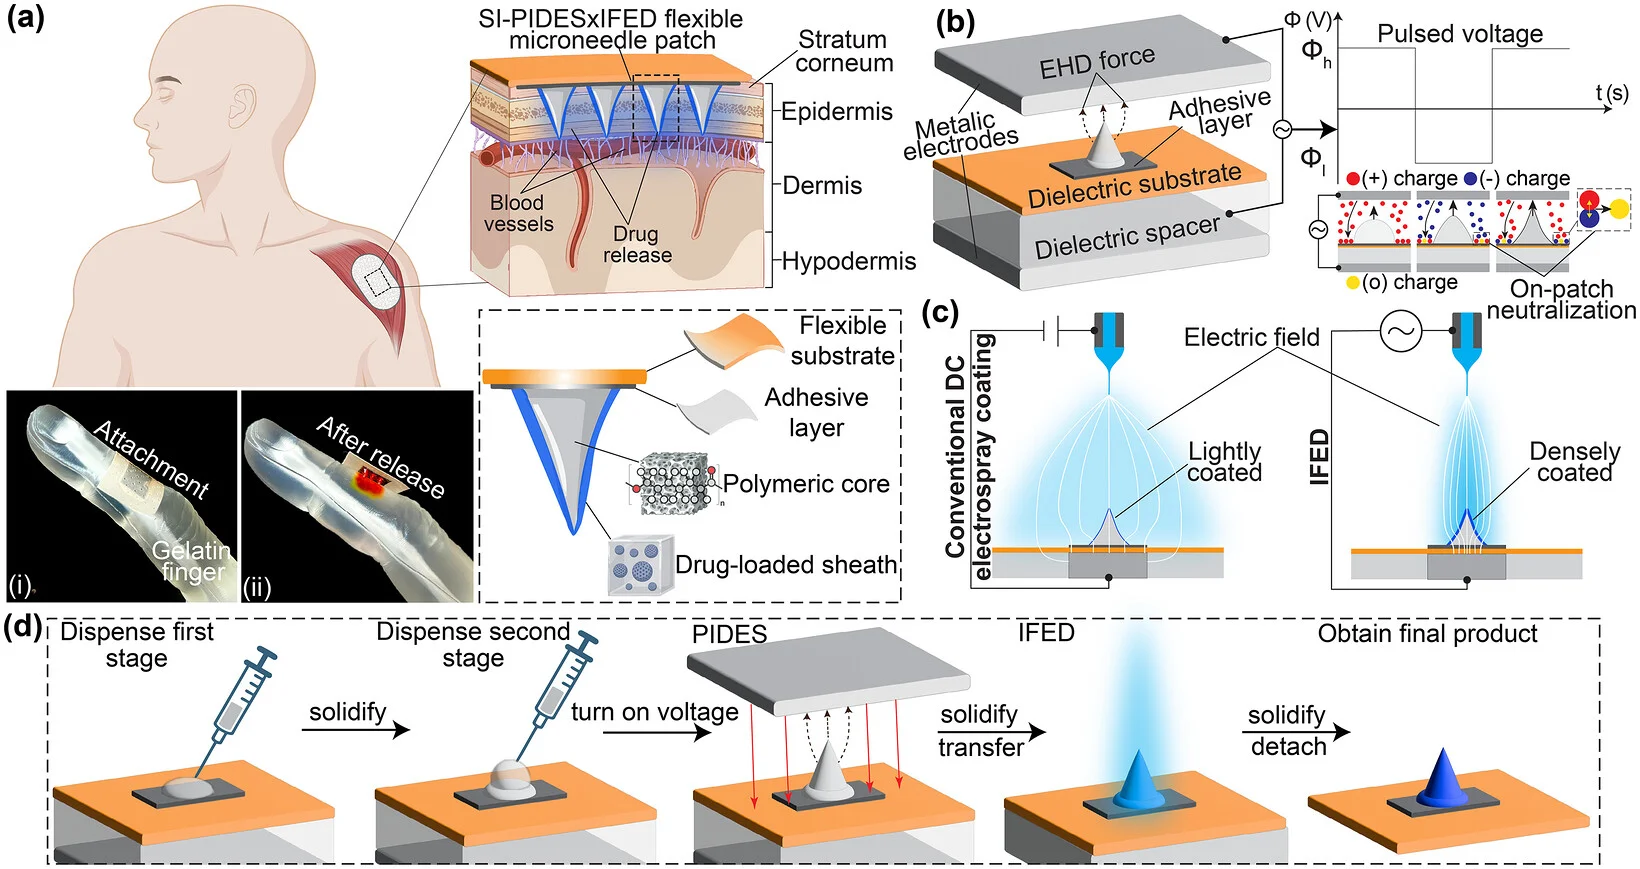 (a)
SI-PIDESxIFED flexible
microneedle patch
Stratum
corneum
Epidermis
Dermis
Hypodermis
Blood
vessels
Drug
release
Attachment
Gelatin
finger
(i)
After release
(ii)
Flexible
substrate
Adhesive
layer
Polymeric core
n
Drug-loaded sheath
(b)
EHD force
Adhesive
layer
Metalic
electrodes
Dielectric substrate
Dielectric spacer
Φ (V)
Φh
Pulsed voltage
t (s)
Φl
(+) charge
(-) charge
(o) charge
On-patch
neutralization
(c)
Conventional DC
electrospray coating
Electric field
Lightly
coated
IFED
Densely
coated
(d)
Dispense first
stage
solidify
Dispense second
stage
turn on voltage
PIDES
solidify
transfer
IFED
solidify
detach
Obtain final product